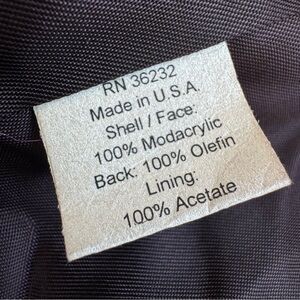 RN 36232
Made in U.S.A.
Shell / Face:
100% Modacrylic
Back: 100% Olefin
Lining:
100% Acetate